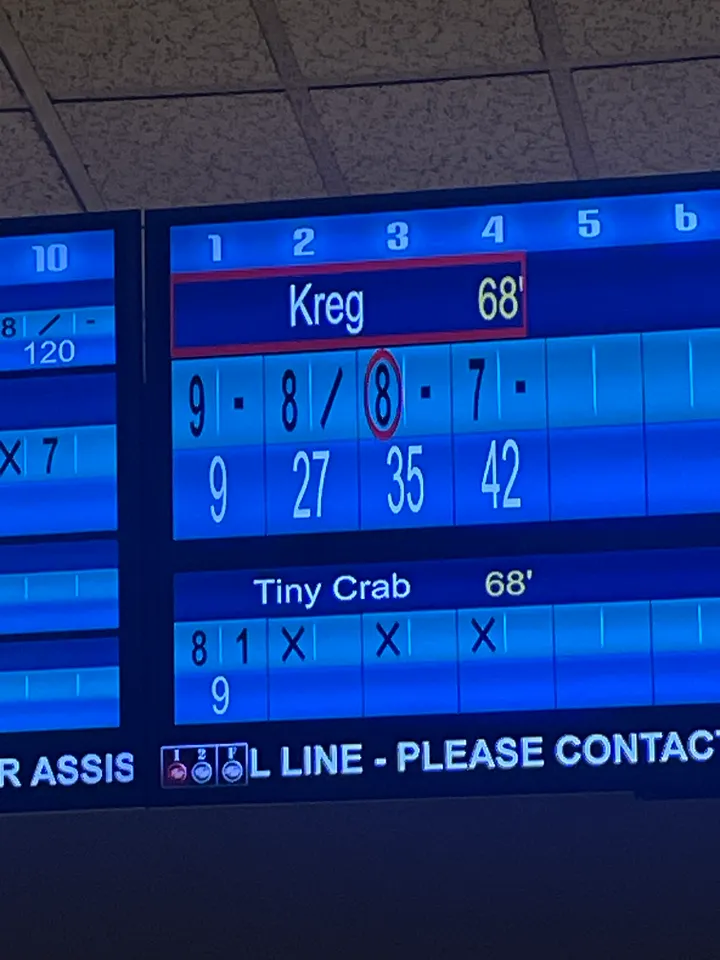 10
8 / -
120
X 7
R ASSIS
1 2 3 4 5 6
Kreg 68'
9 - 8 / 8 - 7 -
9 27 35 42
Tiny Crab 68'
8 1 X X X
9
1 2 F
L LINE - PLEASE CONTACT